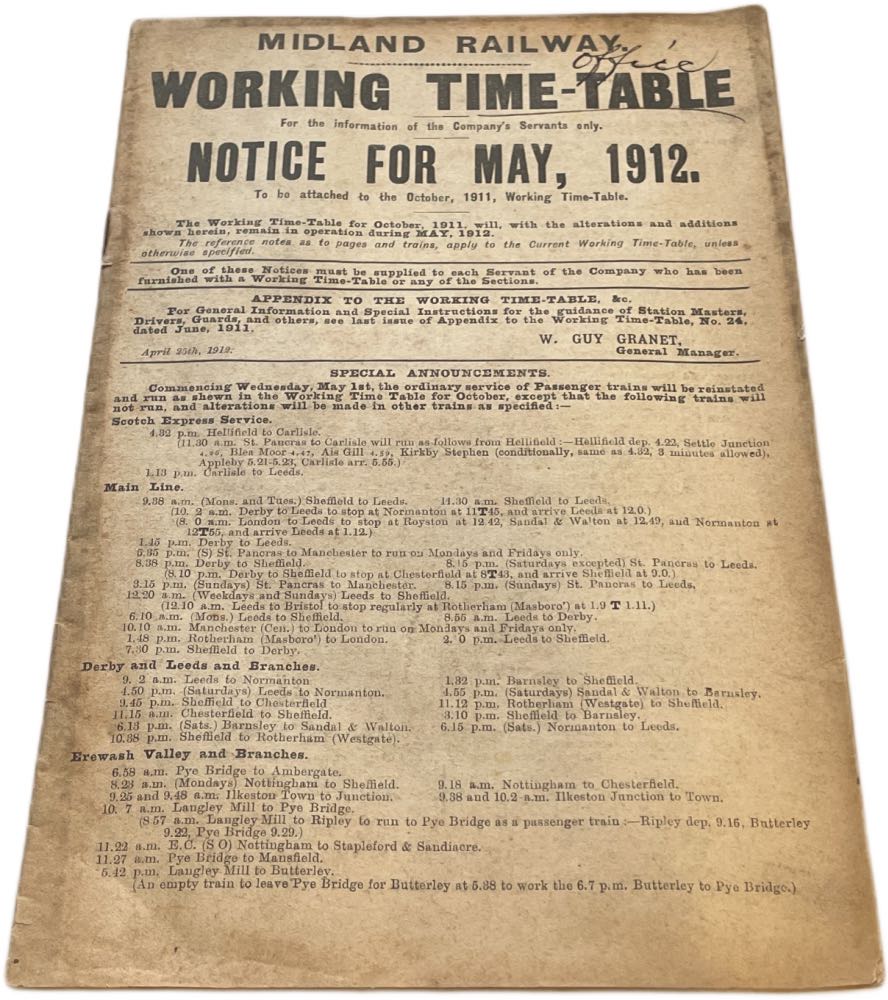 MIDLAND RAILWAY.
office
WORKING TIME-TABLE
For the information of the Company's Servants only.
NOTICE FOR MAY, 1912.
To be attached to the October, 1911, Working Time-Table.
The Working Time-Table for October, 1911, will, with the alterations and additions
shown herein, remain in operation during MAY, 1912.
The reference notes as to pages and trains, apply to the Current Working Time-Table, unless
otherwise specified.
One of these Notices must be supplied to each Servant of the Company who has been
furnished with a Working Time-Table or any of the Sections.
APPENDIX TO THE WORKING TIME-TABLE, &c.
For General Information and Special Instructions for the guidance of Station Masters,
Drivers, Guards, and others, see last issue of Appendix to the Working Time-Table, No. 24,
dated June, 1911.
W. GUY GRANET,
April 25th, 1912. General Manager.
SPECIAL ANNOUNCEMENTS.
Commencing Wednesday, May 1st, the ordinary service of Passenger trains will be reinstated
and run as shewn in the Working Time Table for October, except that the following trains will
not run, and alterations will be made in other trains as specified:—
Scotch Express Service.
4.32 p.m. Hellifield to Carlisle.
(11.30 a.m. St. Pancras to Carlisle will run as follows from Hellifield:—Hellifield dep. 4.22, Settle Junction
Blea Moor 4.47, Ais Gill 4.59, Kirkby Stephen (conditionally, same as 4.32, 3 minutes allowed),
Appleby 5.21-5.23, Carlisle arr. 5.55.)
1.13 p.m. Carlisle to Leeds.
Main Line.
9.38 a.m. (Mons. and Tues.) Sheffield to Leeds. 11.30 a.m. Sheffield to Leeds.
(10. 2 a.m. Derby to Leeds to stop at Normanton at 11T45, and arrive Leeds at 12.0.)
(8. 0 a.m. London to Leeds to stop at Royston at 12.42, Sandal & Walton at 12.49, and Normanton at
12T55, and arrive Leeds at 1.12.)
1.45 p.m. Derby to Leeds.
p.m. (S) St. Pancras to Manchester to run on Mondays and Fridays only.
8.38 p.m. Derby to Sheffield. 8.15 p.m. (Saturdays excepted) St. Pancras to Leeds.
(8.10 p.m. Derby to Sheffield to stop at Chesterfield at 8T43, and arrive Sheffield at 9.0.)
3.15 p.m. (Sundays) St. Pancras to Manchester. 8.15 p.m. (Sundays) St. Pancras to Leeds,
12.20 a.m. (Weekdays and Sundays) Leeds to Sheffield.
(12.10 a.m. Leeds to Bristol to stop regularly at Rotherham (Masboro') at 1.9 T 1.11.)
6.10 a.m. (Mons.) Leeds to Sheffield. 8.55 a.m. Leeds to Derby.
10.10 a.m. Manchester (Cen.) to London to run on Mondays and Fridays only.
1.48 p.m. Rotherham (Masboro') to London. 2. 0 p.m. Leeds to Sheffield.
7.30 p.m. Sheffield to Derby.
Derby and Leeds and Branches.
9. 2 a.m. Leeds to Normanton 1.32 p.m. Barnsley to Sheffield.
4.50 p.m. (Saturdays) Leeds to Normanton. 4.55 p.m. (Saturdays) Sandal & Walton to Barnsley.
9.45 p.m. Sheffield to Chesterfield 11.12 p.m. Rotherham (Westgate) to Sheffield.
11.15 a.m. Chesterfield to Sheffield. 3.10 p.m. Sheffield to Barnsley.
6.13 p.m. (Sats.) Barnsley to Sandal & Walton. 6.15 p.m. (Sats.) Normanton to Leeds.
10.38 p.m. Sheffield to Rotherham (Westgate).
Erewash Valley and Branches.
6.58 a.m. Pye Bridge to Ambergate.
8.23 a.m. (Mondays) Nottingham to Sheffield. 9.18 a.m. Nottingham to Chesterfield.
9.25 and 9.48 a.m. Ilkeston Town to Junction. 9.38 and 10.2 a.m. Ilkeston Junction to Town.
10. 7 a.m. Langley Mill to Pye Bridge.
(8 57 a.m. Langley Mill to Ripley to run to Pye Bridge as a passenger train:—Ripley dep. 9.16, Butterley
9.22, Pye Bridge 9.29.)
11.22 a.m. E.C. (S O) Nottingham to Stapleford & Sandiacre.
11.27 a.m. Pye Bridge to Mansfield.
5.42 p.m. Langley Mill to Butterley.
(An empty train to leave Pye Bridge for Butterley at 5.38 to work the 6.7 p.m. Butterley to Pye Bridge.)